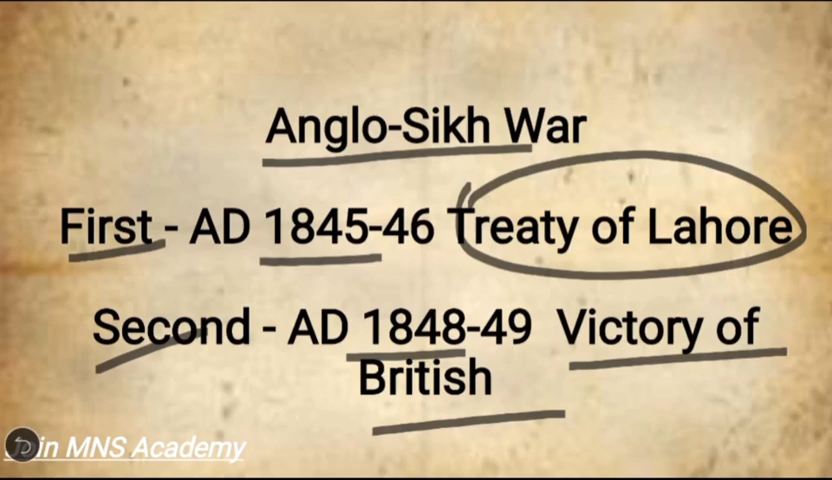 Anglo-Sikh War
First - AD 1845-46 Treaty of Lahore
Second - AD 1848-49 Victory of
British
in MNS Academy